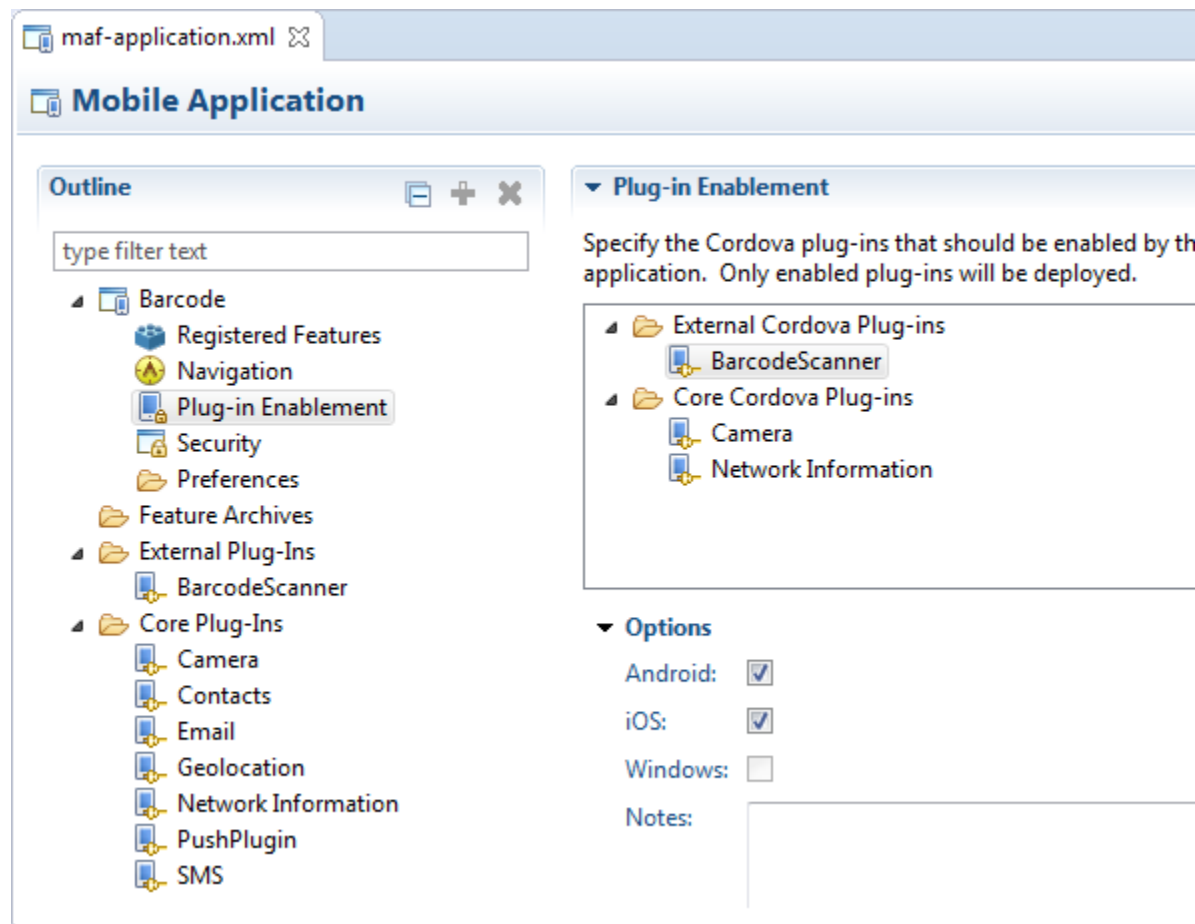 maf-application.xml
Mobile Application
Outline
type filter text
Barcode
Registered Features
Navigation
Plug-in Enablement
Security
Preferences
Feature Archives
External Plug-Ins
BarcodeScanner
Core Plug-Ins
Camera
Contacts
Email
Geolocation
Network Information
PushPlugin
SMS
Plug-in Enablement
Specify the Cordova plug-ins that should be enabled by th
application. Only enabled plug-ins will be deployed.
External Cordova Plug-ins
BarcodeScanner
Core Cordova Plug-ins
Camera
Network Information
Options
Android:
iOS:
Windows:
Notes: